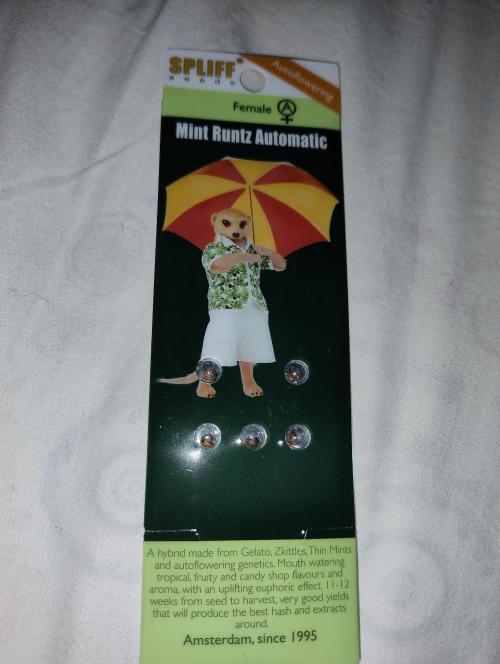 SPLIFF®
seeds
Autoflowering
Female A
Mint Runtz Automatic
A hybrid made from Gelato, Zkittles, Thin Mints
and autoflowering genetics. Mouth watering
tropical, fruity and candy shop flavours and
aroma, with an uplifting euphoric effect. 11-12
weeks from seed to harvest, very good yields
that will produce the best hash and extracts
around.
Amsterdam, since 1995